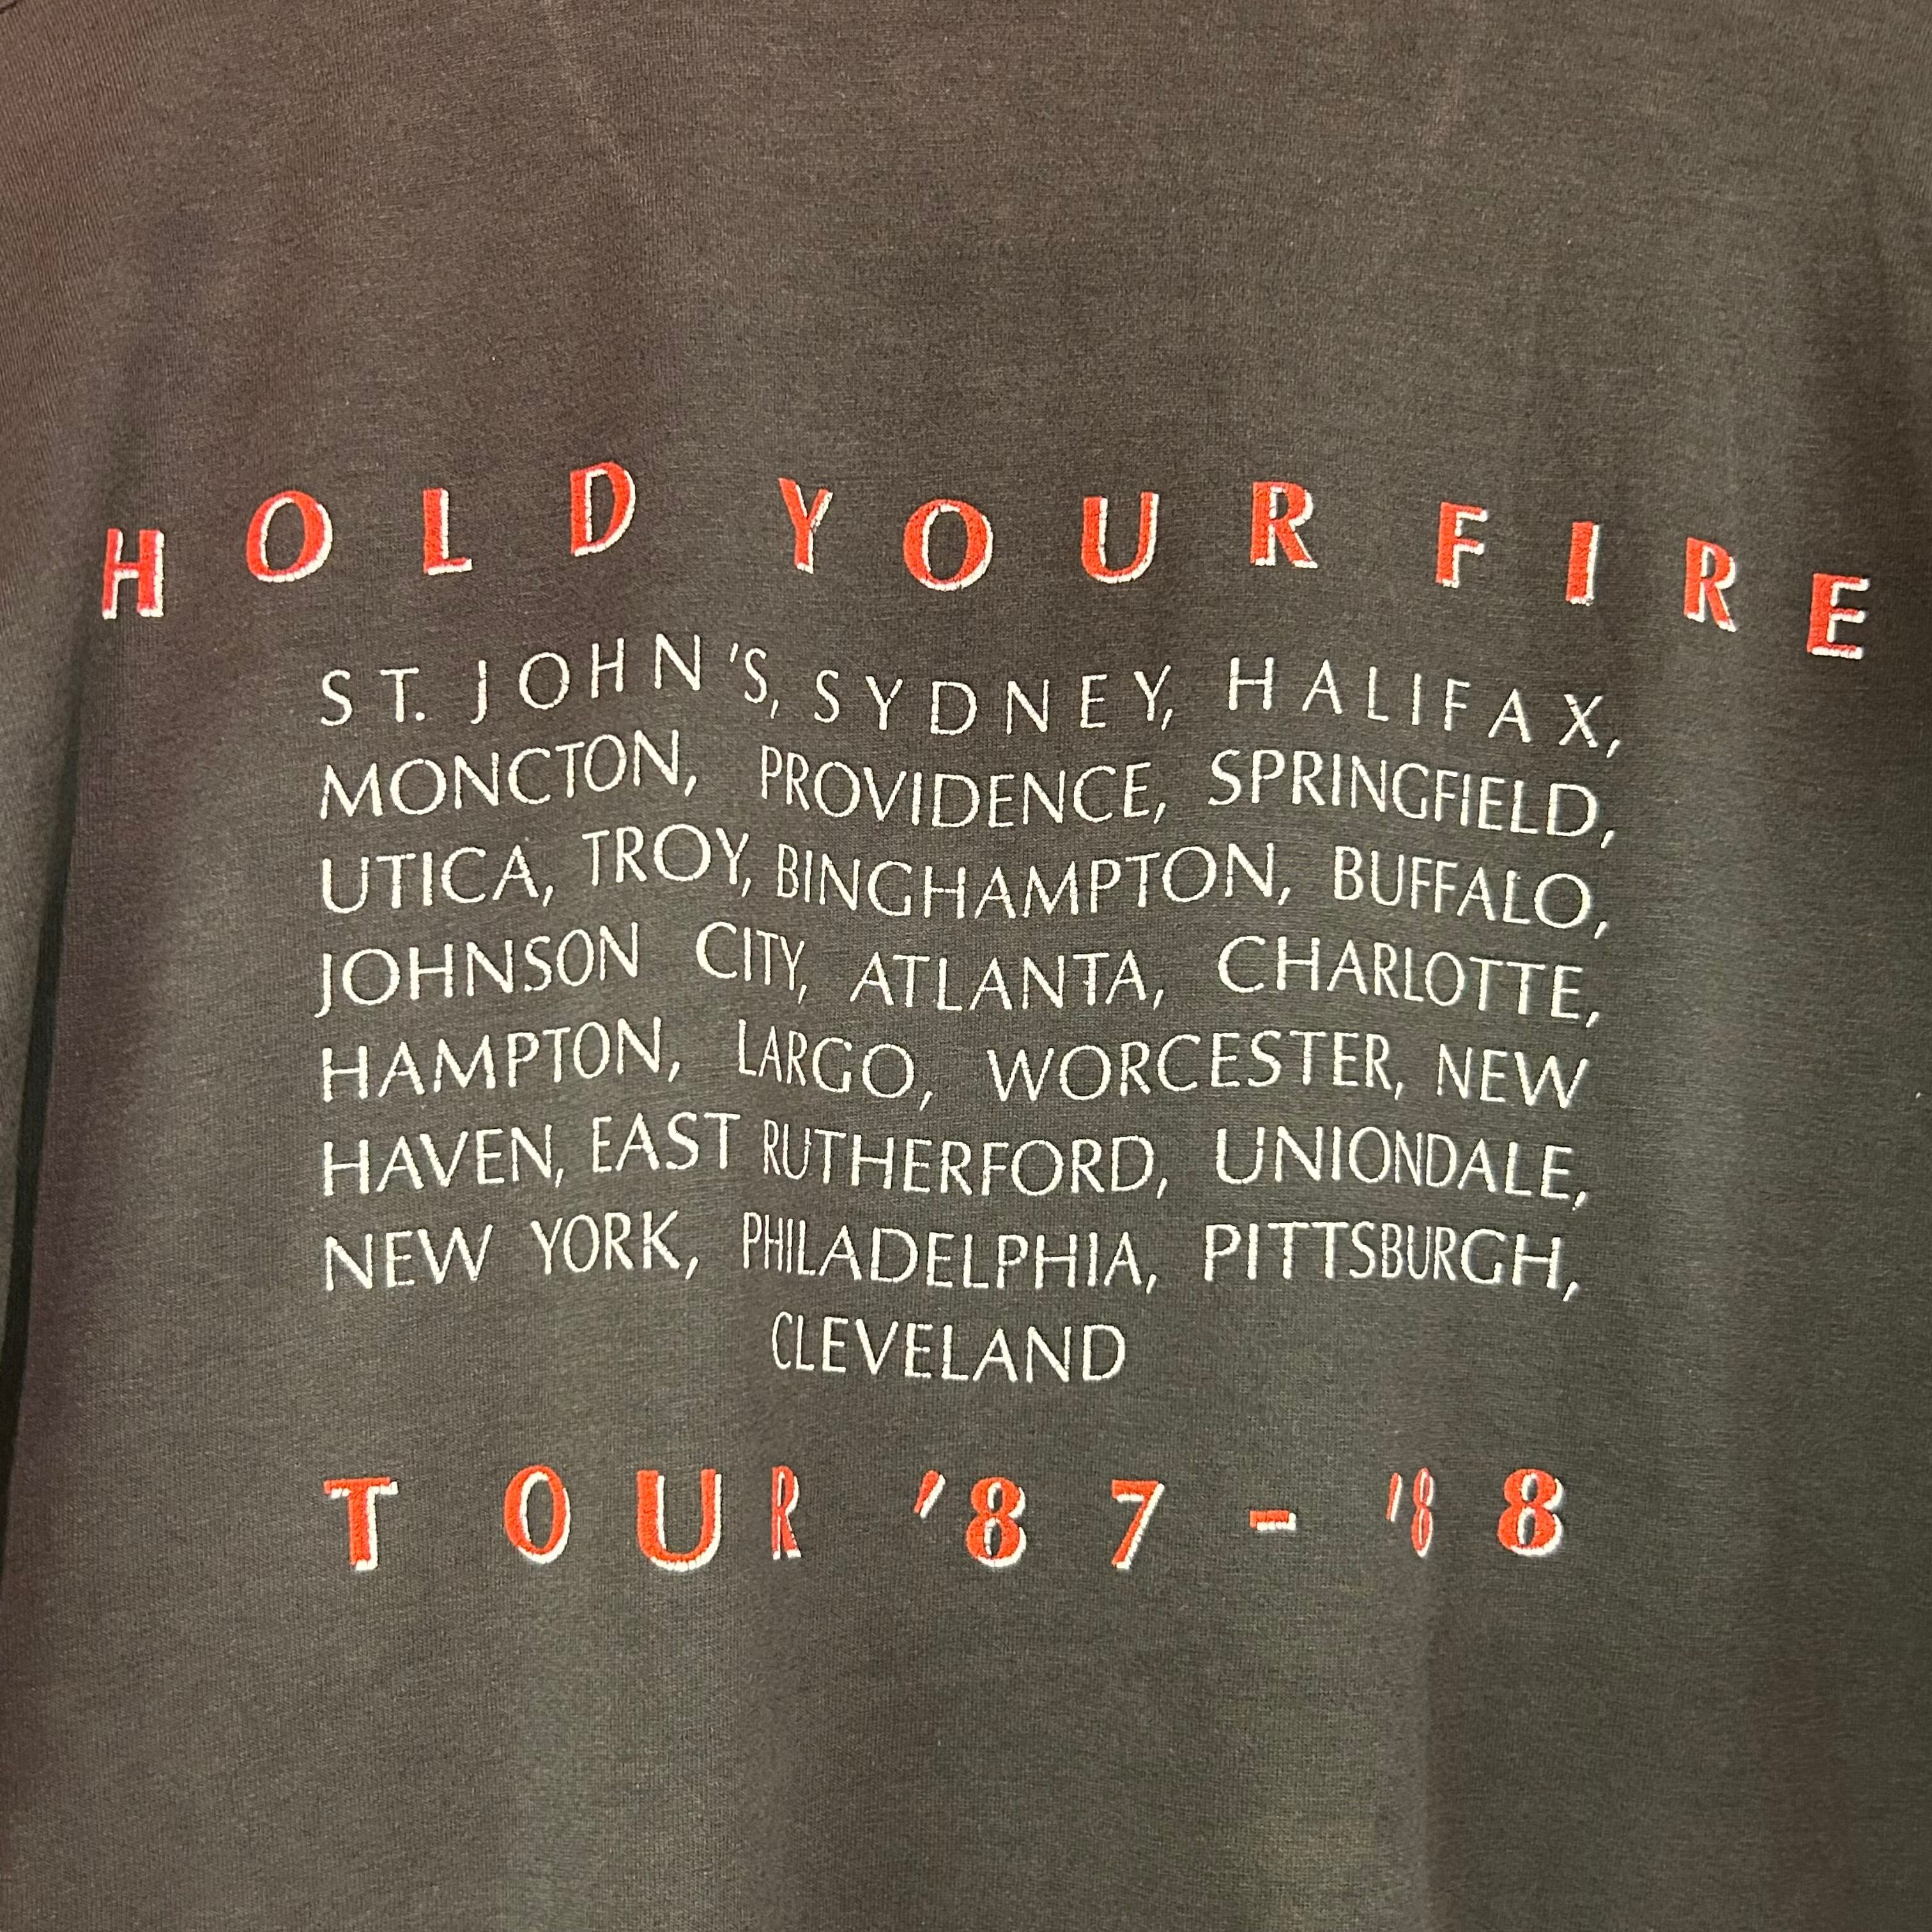 HOLD YOUR FIRE
ST. JOHN'S, SYDNEY, HALIFAX,
MONCTON, PROVIDENCE, SPRINGFIELD,
UTICA, TROY, BINGHAMPTON, BUFFALO,
JOHNSON CITY, ATLANTA, CHARLOTTE,
HAMPTON, LARGO, WORCESTER, NEW
HAVEN, EAST RUTHERFORD, UNIONDALE,
NEW YORK, PHILADELPHIA, PITTSBURGH,
CLEVELAND
TOUR '87-'88